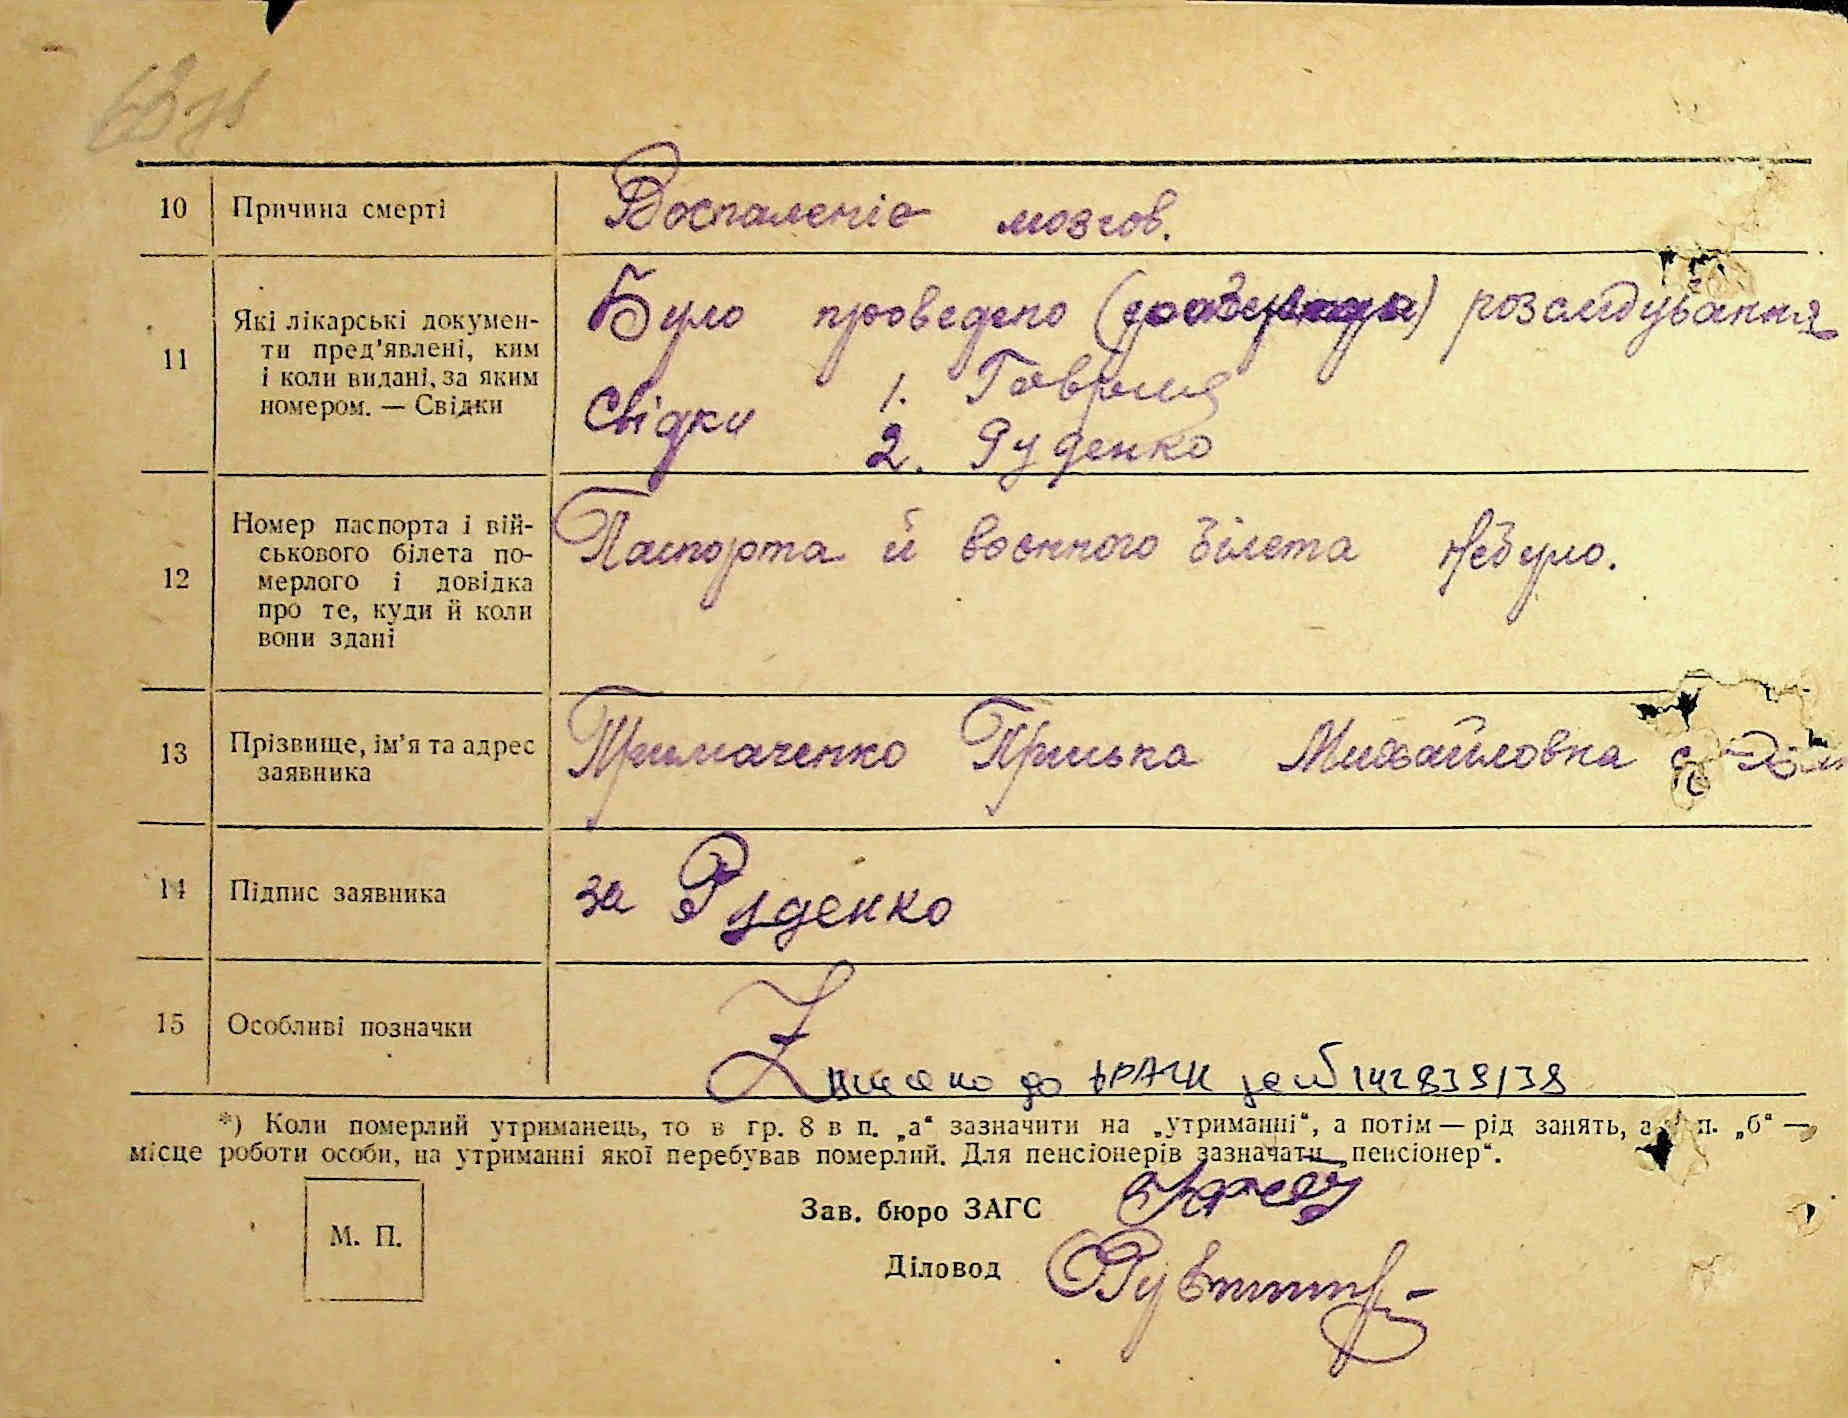 10 Причина смерті Воспаленіє мозгов.
11 Які лікарські докумен-
ти пред'явлені, ким
і коли видані, за яким
номером. — Свідки
Було проведено розслідування
Свідки 1.
2. Руденко
12 Номер паспорта і вій-
ськового білета по-
мерлого і довідка
про те, куди й коли
вони здані
Паспорта й воєнного білета небуло.
13 Прізвище, ім'я та адрес
заявника
Примаченко Прıська Михайловна с.
14 Підпис заявника за Руденко
15 Особливі позначки
до
*) Коли померлий утриманець, то в гр. 8 в п. „а“ зазначити на „утриманні“, а потім — рід занять, а п. „б“ —
місце роботи особи, на утриманні якої перебував померлий. Для пенсіонерів зазначати „пенсіонер“.
М. П.
Зав. бюро ЗАГС
Діловод